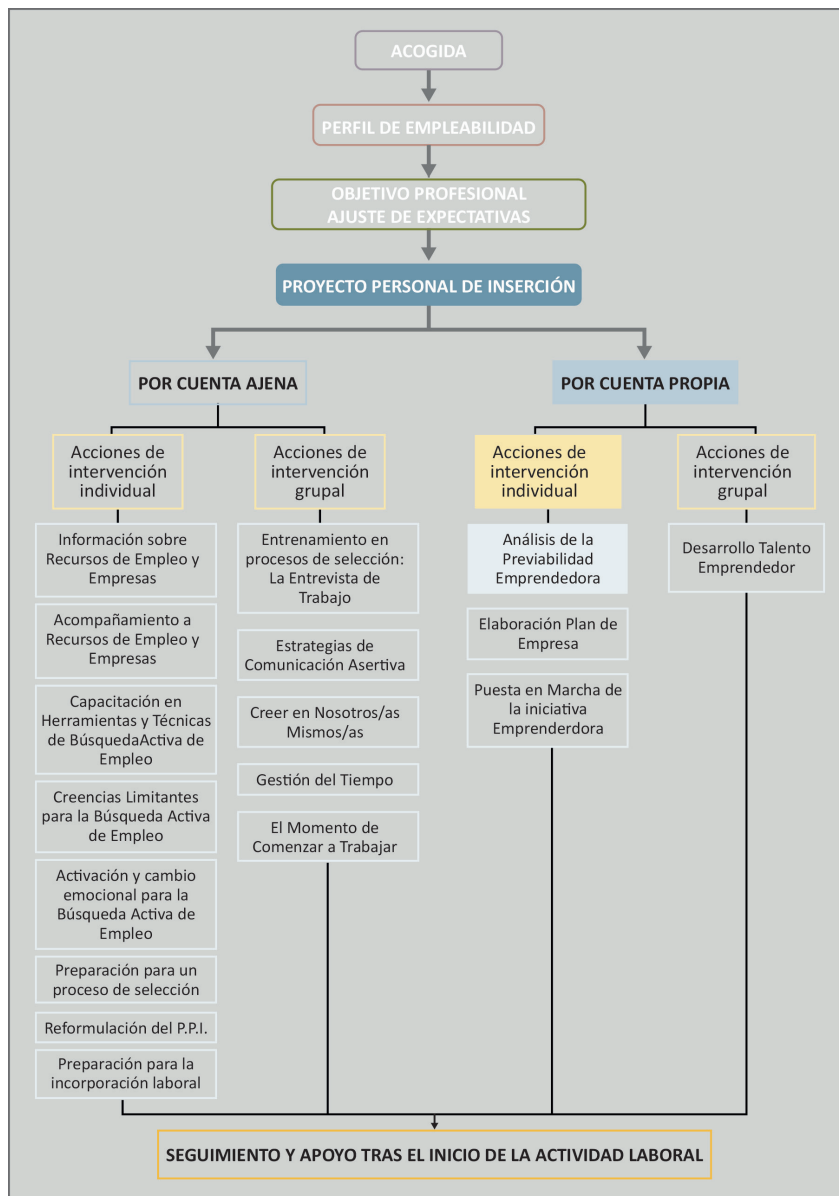 ACOGIDA
PERFIL DE EMPLEABILIDAD
OBJETIVO PROFESIONAL
AJUSTE DE EXPECTATIVAS
PROYECTO PERSONAL DE INSERCIÓN
POR CUENTA AJENA
POR CUENTA PROPIA
Acciones de
intervención
individual
Acciones de
intervención
grupal
Acciones de
intervención
individual
Acciones de
intervención
grupal
Información sobre
Recursos de Empleo y
Empresas
Acompañamiento a
Recursos de Empleo y
Empresas
Capacitación en
Herramientas y Técnicas
de BúsquedaActiva de
Empleo
Creencias Limitantes
para la Búsqueda Activa
de Empleo
Activación y cambio
emocional para la
Búsqueda Activa de
Empleo
Preparación para un
proceso de selección
Reformulación del P.P.I.
Preparación para la
incorporación laboral
Entrenamiento en
procesos de selección:
La Entrevista de
Trabajo
Estrategias de
Comunicación Asertiva
Creer en Nosotros/as
Mismos/as
Gestión del Tiempo
El Momento de
Comenzar a Trabajar
Análisis de la
Previabilidad
Emprendedora
Elaboración Plan de
Empresa
Puesta en Marcha de
la iniciativa
Emprenderdora
Desarrollo Talento
Emprendedor
SEGUIMIENTO Y APOYO TRAS EL INICIO DE LA ACTIVIDAD LABORAL